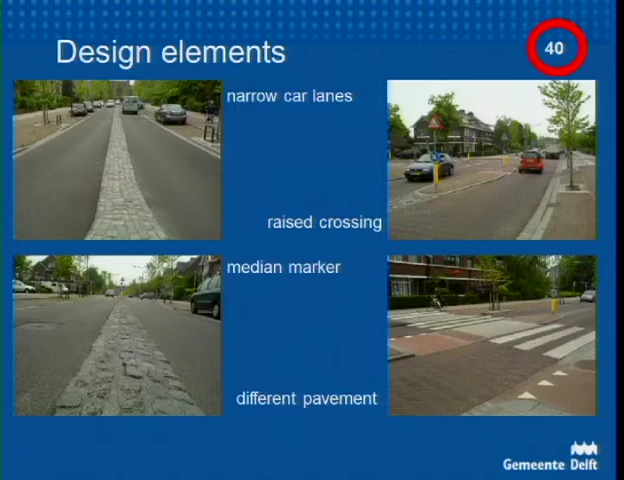 Design elements
40
narrow car lanes
raised crossing
median marker
different pavement
Gemeente Delft